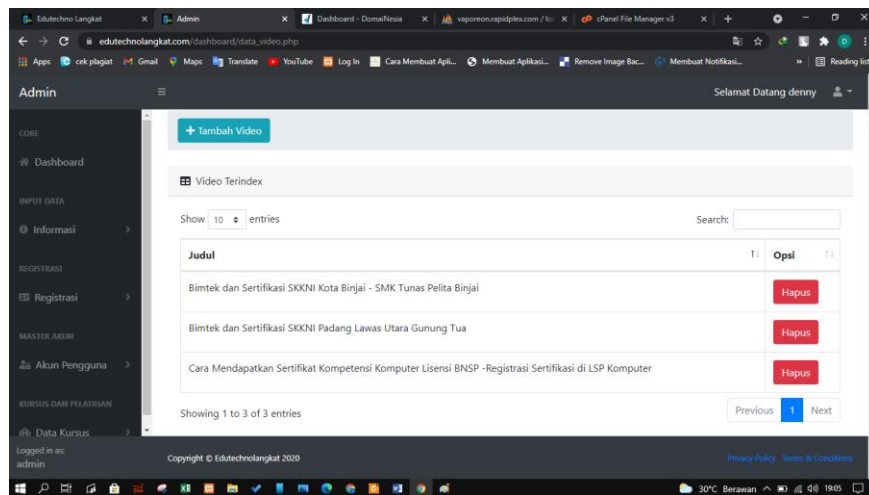 Edutechno Langkat
Admin
Dashboard - DomaiNesia
vaporeon.rapidplex.com / loc
cPanel File Manager v3
edutechnolangkat.com/dashboard/data_video.php
Apps
cek plagiat
Gmail
Maps
Translate
YouTube
Log In
Cara Membuat Apli...
Membuat Aplikasi...
Remove Image Bac...
Membuat Notifikasi...
»
Reading list
Admin
Selamat Datang denny
CORE
Dashboard
INPUT DATA
Informasi
REGISTRASI
Registrasi
MASTER AKUN
Akun Pengguna
KURSUS DAN PELATIHAN
Data Kursus
Logged in as:
admin
+ Tambah Video
Video Terindex
Show 10 entries
Search:
Judul
Opsi
Bimtek dan Sertifikasi SKKNI Kota Binjai - SMK Tunas Pelita Binjai
Hapus
Bimtek dan Sertifikasi SKKNI Padang Lawas Utara Gunung Tua
Hapus
Cara Mendapatkan Sertifikat Kompetensi Komputer Lisensi BNSP -Registrasi Sertifikasi di LSP Komputer
Hapus
Showing 1 to 3 of 3 entries
Previous 1 Next
Copyright © Edutechnolangkat 2020
Privacy Policy Terms & Conditions
30°C Berawan
1905